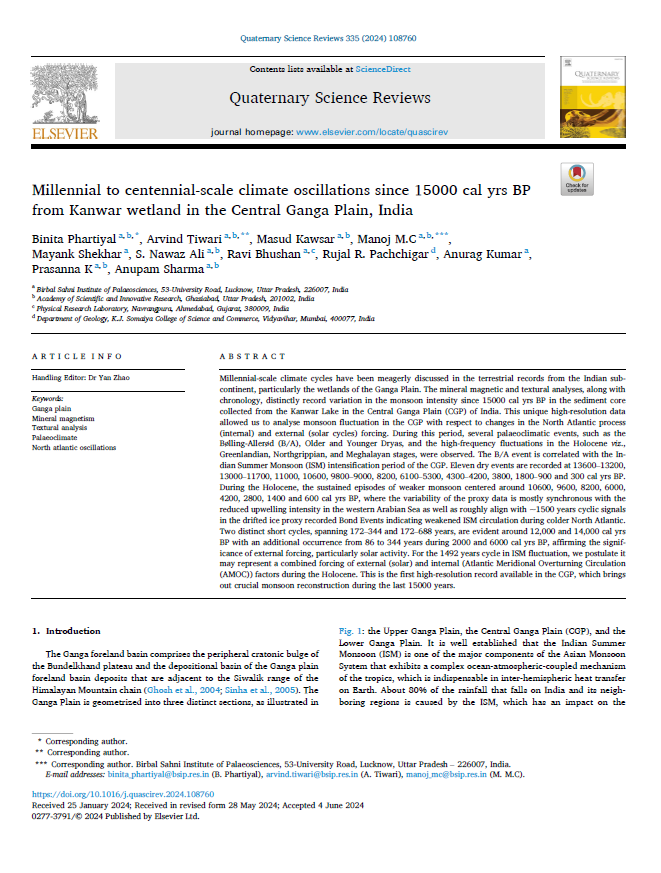 Quaternary Science Reviews 335 (2024) 108760
Contents lists available at ScienceDirect
Quaternary Science Reviews
journal homepage: www.elsevier.com/locate/quascirev
ELSEVIER
QUATERNARY
Check for
updates
Millennial to centennial-scale climate oscillations since 15000 cal yrs BP
from Kanwar wetland in the Central Ganga Plain, India
Binita Phartiyal a,b,*, Arvind Tiwari a,b,**, Masud Kawsar a,b, Manoj M.C a,b,***,
Mayank Shekhar a, S. Nawaz Ali a,b, Ravi Bhushan a,c, Rujal R. Pachchigar d, Anurag Kumar a,
Prasanna K a,b, Anupam Sharma a,b
a Birbal Sahni Institute of Palaeosciences, 53-University Road, Lucknow, Uttar Pradesh, 226007, India
b Academy of Scientific and Innovative Research, Ghaziabad, Uttar Pradesh, 201002, India
c Physical Research Laboratory, Navrangpura, Ahmedabad, Gujarat, 380009, India
d Department of Geology, K.J. Somaiya College of Science and Commerce, Vidyavihar, Mumbai, 400077, India
ARTICLE INFO
Handling Editor: Dr Yan Zhao
Keywords:
Ganga plain
Mineral magnetism
Textural analysis
Palaeoclimate
North atlantic oscillations
ABSTRACT
Millennial-scale climate cycles have been meagerly discussed in the terrestrial records from the Indian sub-
continent, particularly the wetlands of the Ganga Plain. The mineral magnetic and textural analyses, along with
chronology, distinctly record variation in the monsoon intensity since 15000 cal yrs BP in the sediment core
collected from the Kanwar Lake in the Central Ganga Plain (CGP) of India. This unique high-resolution data
allowed us to analyse monsoon fluctuation in the CGP with respect to changes in the North Atlantic process
(internal) and external (solar cycles) forcing. During this period, several palaeoclimatic events, such as the
Bølling-Allerød (B/A), Older and Younger Dryas, and the high-frequency fluctuations in the Holocene viz.,
Greenlandian, Northgrippian, and Meghalayan stages, were observed. The B/A event is correlated with the In-
dian Summer Monsoon (ISM) intensification period of the CGP. Eleven dry events are recorded at 13600–13200,
13000–11700, 11000, 10600, 9800–9000, 8200, 6100–5300, 4300–4200, 3800, 1800–900 and 300 cal yrs BP.
During the Holocene, the sustained episodes of weaker monsoon centered around 10600, 9600, 8200, 6000,
4200, 2800, 1400 and 600 cal yrs BP, where the variability of the proxy data is mostly synchronous with the
reduced upwelling intensity in the western Arabian Sea as well as roughly align with ~1500 years cyclic signals
in the drifted ice proxy recorded Bond Events indicating weakened ISM circulation during colder North Atlantic.
Two distinct short cycles, spanning 172–344 and 172–688 years, are evident around 12,000 and 14,000 cal yrs
BP with an additional occurrence from 86 to 344 years during 2000 and 6000 cal yrs BP, affirming the signif-
icance of external forcing, particularly solar activity. For the 1492 years cycle in ISM fluctuation, we postulate it
may represent a combined forcing of external (solar) and internal (Atlantic Meridional Overturning Circulation
(AMOC)) factors during the Holocene. This is the first high-resolution record available in the CGP, which brings
out crucial monsoon reconstruction during the last 15000 years.
1. Introduction
The Ganga foreland basin comprises the peripheral cratonic bulge of
the Bundelkhand plateau and the depositional basin of the Ganga plain
foreland basin deposits that are adjacent to the Siwalik range of the
Himalayan Mountain chain (Ghosh et al., 2004; Sinha et al., 2005). The
Ganga Plain is geometrized into three distinct sections, as illustrated in
Fig. 1: the Upper Ganga Plain, the Central Ganga Plain (CGP), and the
Lower Ganga Plain. It is well established that the Indian Summer
Monsoon (ISM) is one of the major components of the Asian Monsoon
System that exhibits a complex ocean-atmospheric-coupled mechanism
of the tropics, which is indispensable in inter-hemispheric heat transfer
on Earth. About 80% of the rainfall that falls on India and its neigh-
boring regions is caused by the ISM, which has an impact on the
* Corresponding author.
** Corresponding author.
*** Corresponding author. Birbal Sahni Institute of Palaeosciences, 53-University Road, Lucknow, Uttar Pradesh – 226007, India.
E-mail addresses: binita_phartiyal@bsip.res.in (B. Phartiyal), arvind.tiwari@bsip.res.in (A. Tiwari), manoj_mc@bsip.res.in (M. M.C).
https://doi.org/10.1016/j.quascirev.2024.108760
Received 25 January 2024; Received in revised form 28 May 2024; Accepted 4 June 2024
0277-3791/© 2024 Published by Elsevier Ltd.